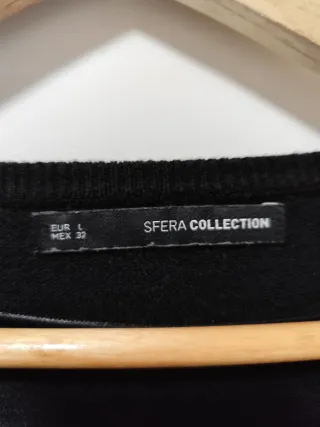 EUR L
MEX 32
SFERA COLLECTION